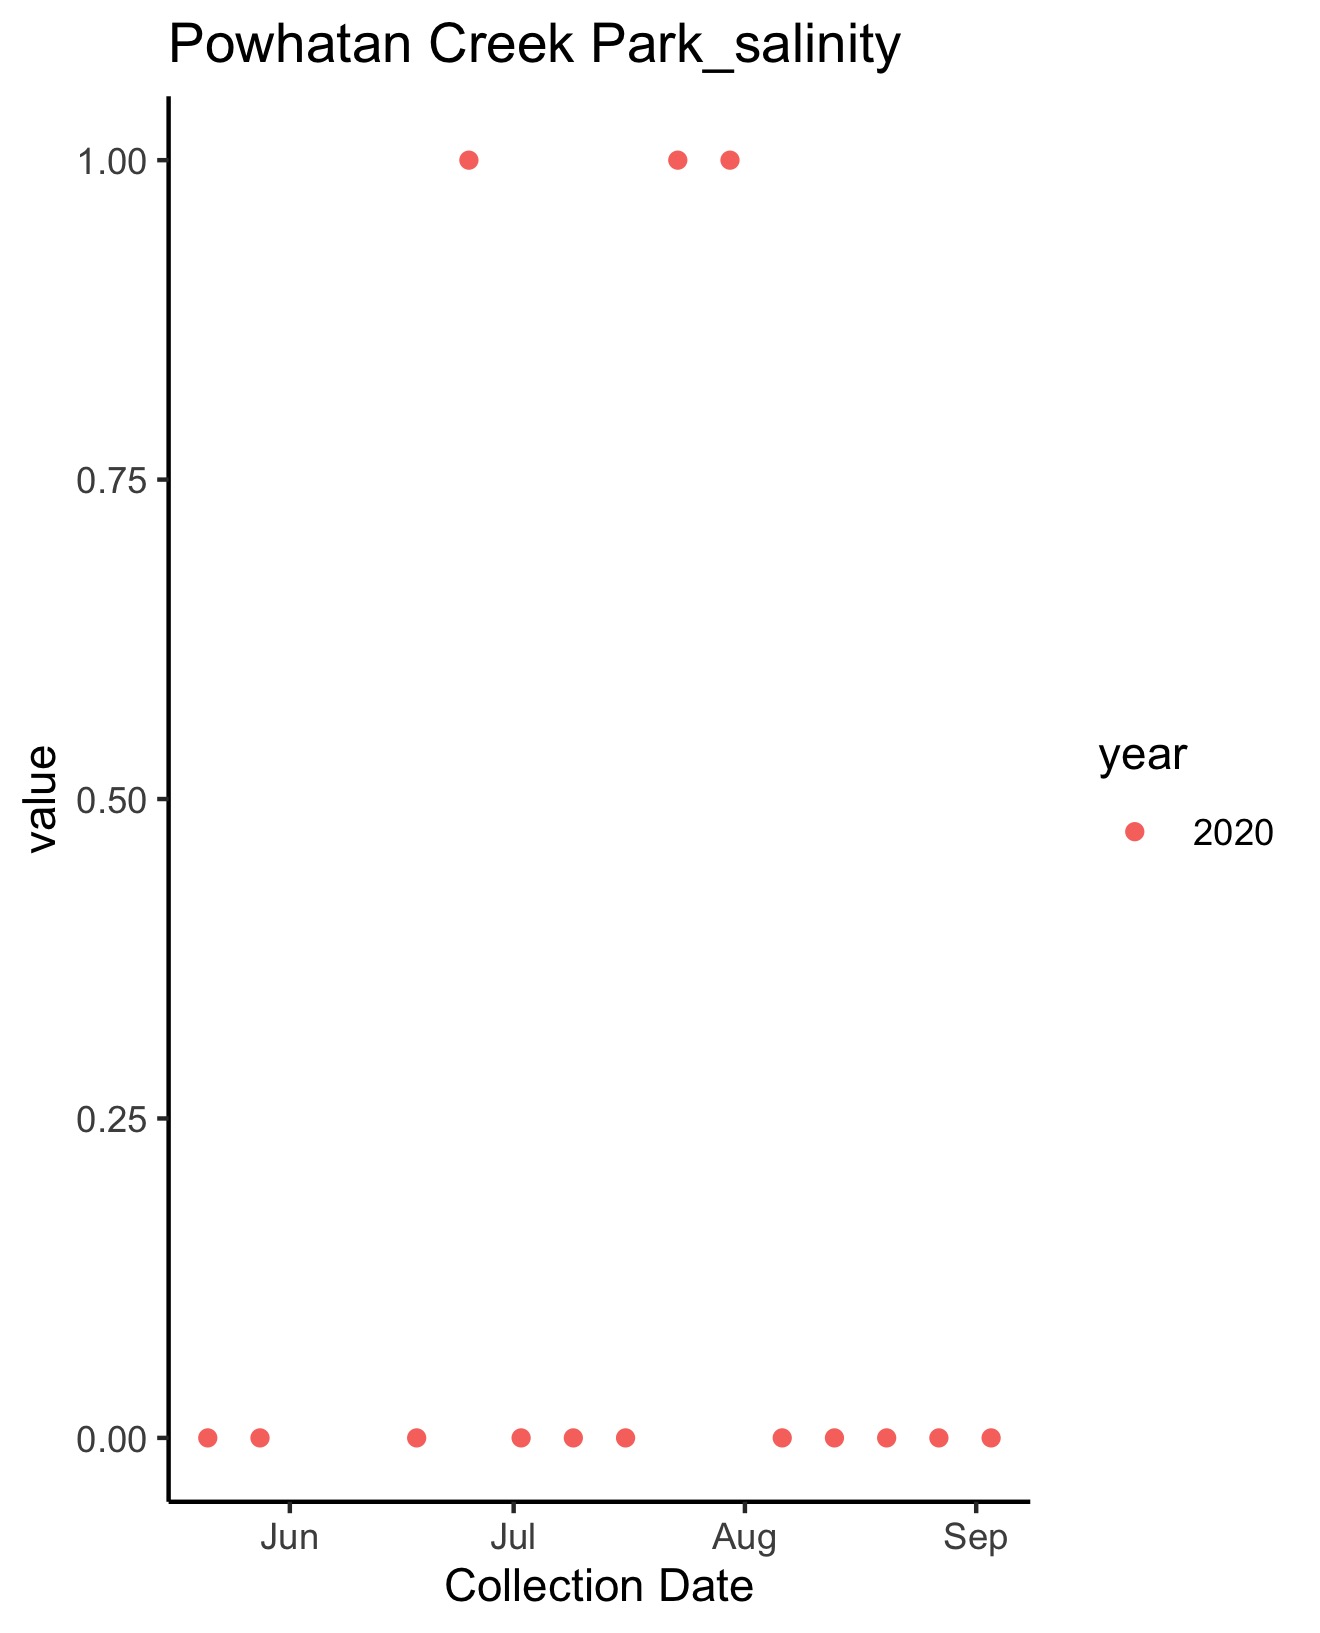 Powhatan Creek Park_salinity
1.00
0.75
0.50
0.25
0.00
value
Jun Jul Aug Sep
Collection Date
year
2020